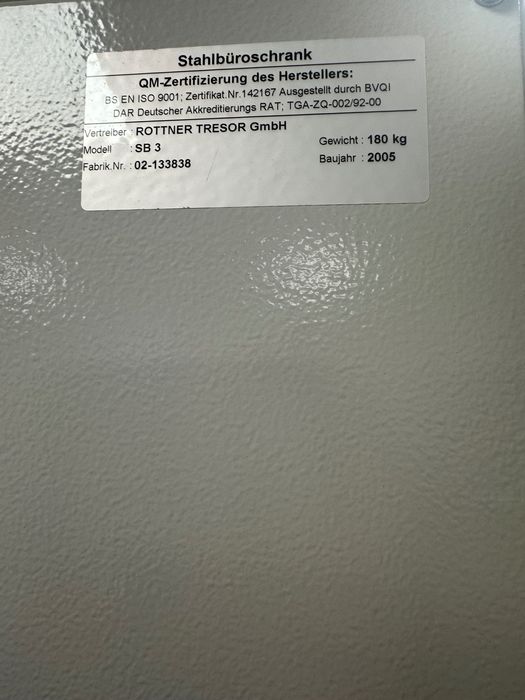 Stahlbüroschrank
QM-Zertifizierung des Herstellers:
BS EN ISO 9001; Zertifikat.Nr.142167 Ausgestellt durch BVQI
DAR Deutscher Akkreditierungs RAT; TGA-ZQ-002/92-00
Vertreiber : ROTTNER TRESOR GmbH
Modell : SB 3
Gewicht : 180 kg
Fabrik.Nr. : 02-133838
Baujahr : 2005